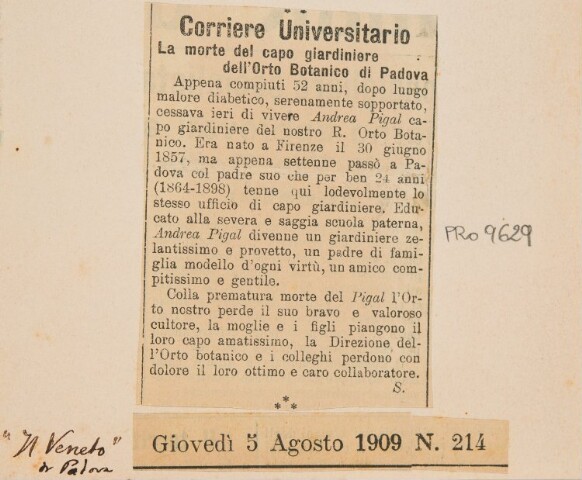 Corriere Universitario
La morte del capo giardiniere
dell'Orto Botanico di Padova
Appena compiuti 52 anni, dopo lungo
malore diabetico, serenamente sopportato,
cessava ieri di vivere Andrea Pigal ca-
po giardiniere del nostro R. Orto Bota-
nico. Era nato a Firenze il 30 giugno
1857, ma appena settenne passò a Pa-
dova col padre suo che per ben 24 anni
(1864-1898) tenne qui lodevolmente lo
stesso ufficio di capo giardiniere. Edu-
cato alla severa e saggia scuola paterna,
Andrea Pigal divenne un giardiniere ze-
lantissimo e provetto, un padre di fami-
glia modello d'ogni virtù, un amico com-
pitissimo e gentile.
Colla prematura morte del Pigal l'Or-
to nostro perde il suo bravo e valoroso
cultore, la moglie e i figli piangono il
loro capo amatissimo, la Direzione del-
l'Orto botanico e i colleghi perdono con
dolore il loro ottimo e caro collaboratore.
S.
***
PRO 9629
"Il Veneto"
di Padova
Giovedì 5 Agosto 1909 N. 214